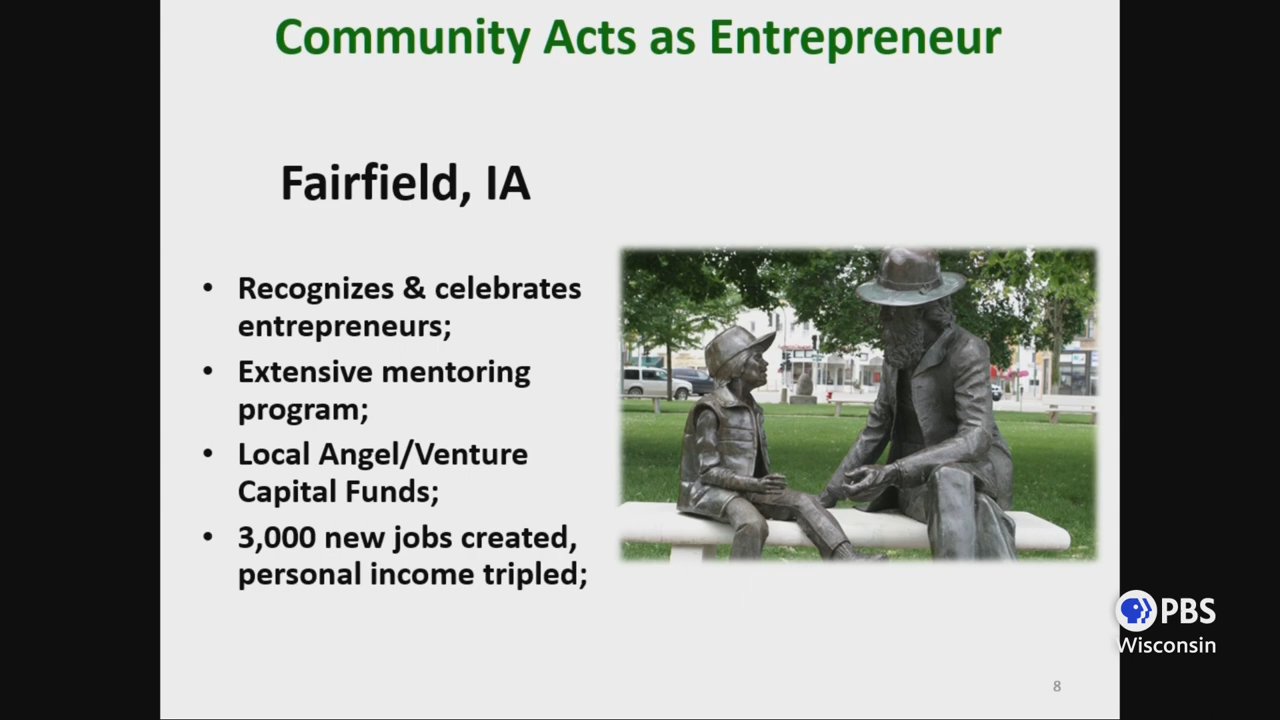 Community Acts as Entrepreneur
Fairfield, IA
• Recognizes & celebrates
entrepreneurs;
• Extensive mentoring
program;
• Local Angel/Venture
Capital Funds;
• 3,000 new jobs created,
personal income tripled;
PBS
Wisconsin
8